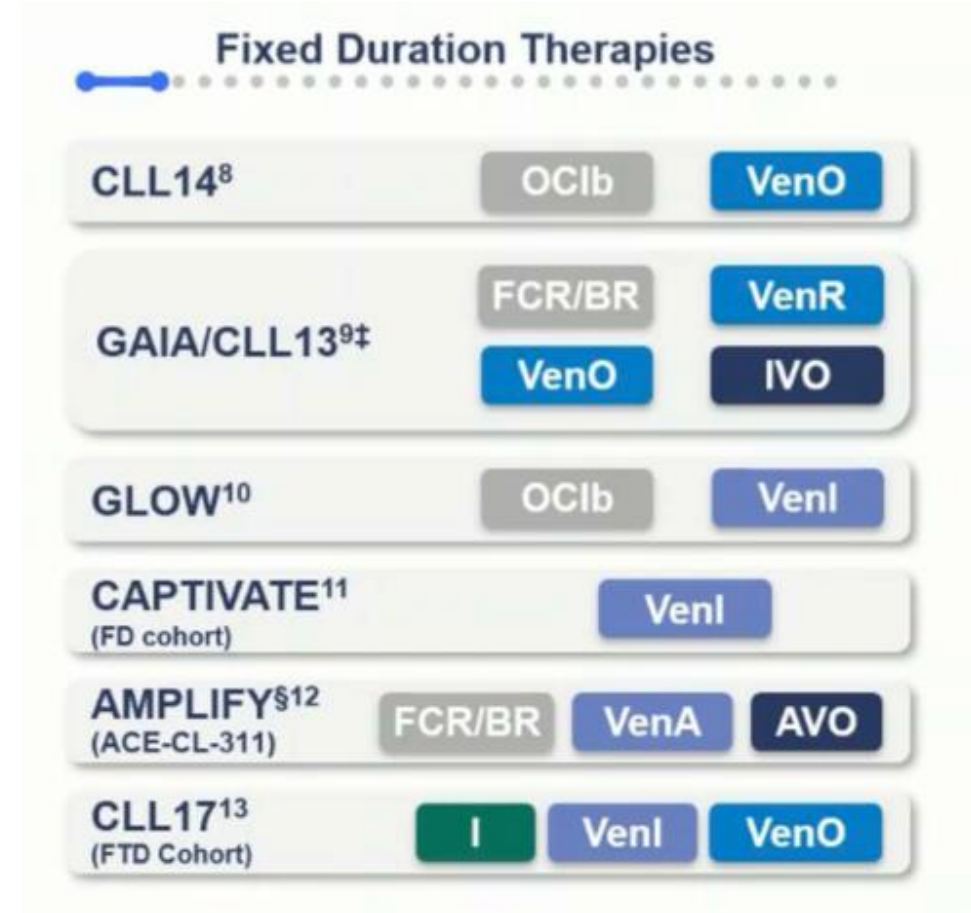 Fixed Duration Therapies
CLL14⁸ OClb VenO
GAIA/CLL13⁹‡ FCR/BR VenR
VenO IVO
GLOW¹⁰ OClb VenI
CAPTIVATE¹¹ VenI
(FD cohort)
AMPLIFY§¹² FCR/BR VenA AVO
(ACE-CL-311)
CLL17¹³ I VenI VenO
(FTD Cohort)